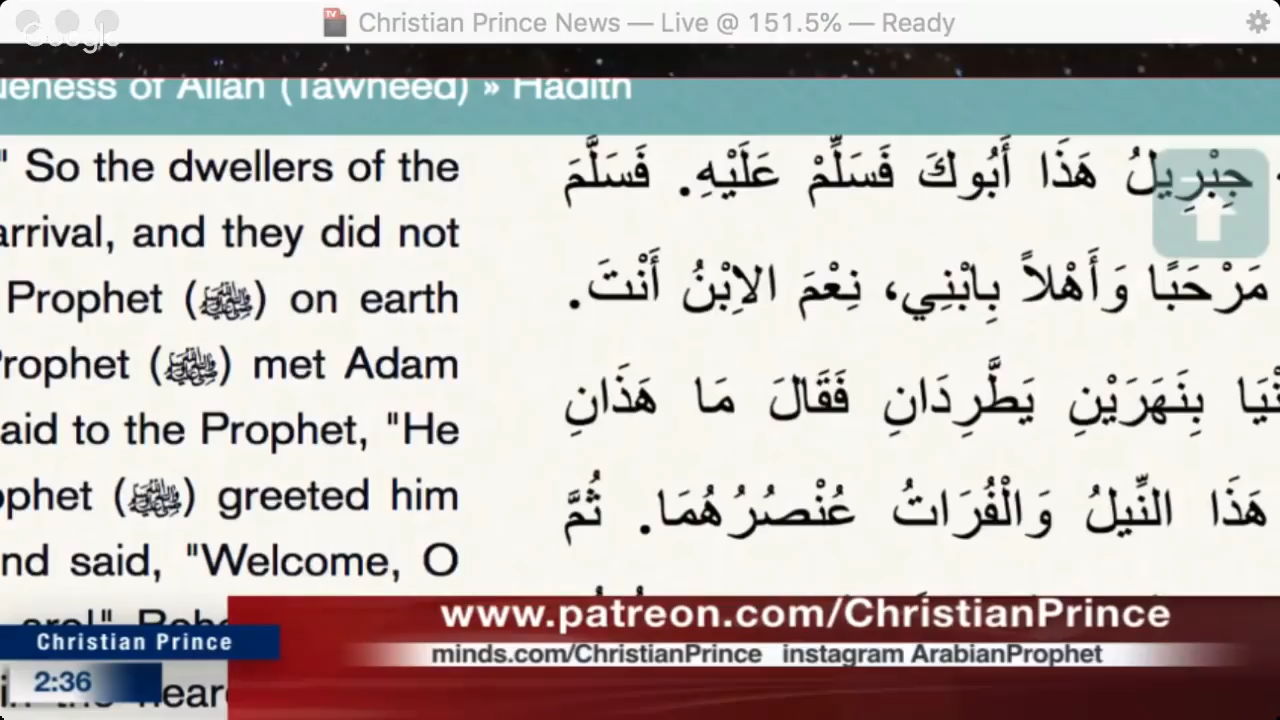 Christian Prince News — Live @ 151.5% — Ready
Google
ueness of Allah (Tawheed) » Hadith
" So the dwellers of the
arrival, and they did not
Prophet (ﷺ) on earth
Prophet (ﷺ) met Adam
said to the Prophet, "He
ophet (ﷺ) greeted him
nd said, "Welcome, O
جِبْرِيلُ هَذَا أَبُوكَ فَسَلِّمْ عَلَيْهِ. فَسَلَّمَ
مَرْحَبًا وَأَهْلاً بِابْنِي، نِعْمَ الاِبْنُ أَنْتَ.
بِنَهَرَيْنِ يَطَّرِدَانِ فَقَالَ مَا هَذَانِ
هَذَا النِّيلُ وَالْفُرَاتُ عُنْصُرُهُمَا. ثُمَّ
www.patreon.com/ChristianPrince
Christian Prince
minds.com/ChristianPrince instagram ArabianProphet
2:36